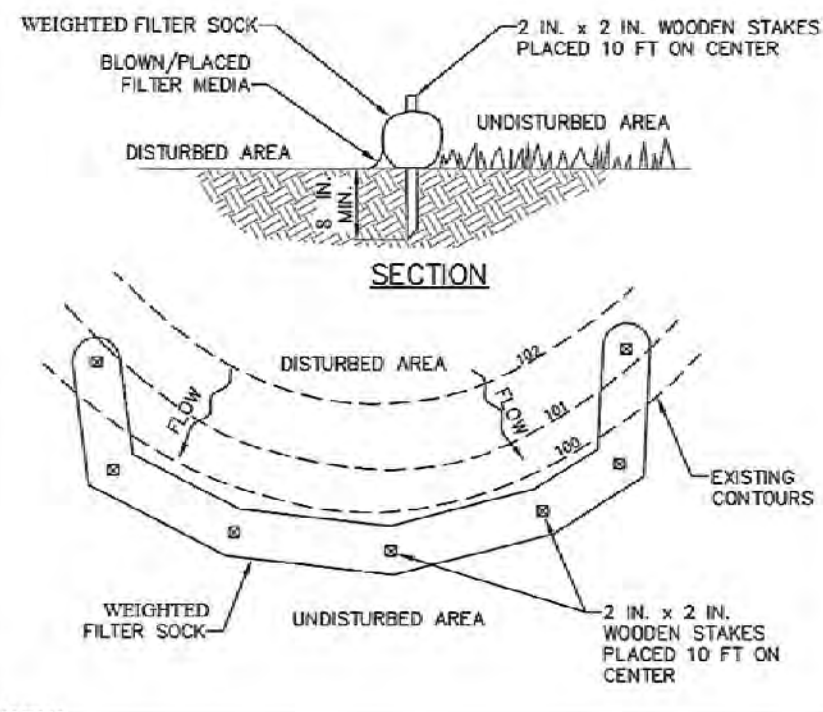 WEIGHTED FILTER SOCK
2 IN. x 2 IN. WOODEN STAKES
PLACED 10 FT ON CENTER
BLOWN/PLACED
FILTER MEDIA
UNDISTURBED AREA
DISTURBED AREA
8 IN.
MIN.
SECTION
DISTURBED AREA
102
FLOW
FLOW
101
100
EXISTING
CONTOURS
WEIGHTED
FILTER SOCK
UNDISTURBED AREA
2 IN. x 2 IN.
WOODEN STAKES
PLACED 10 FT ON
CENTER